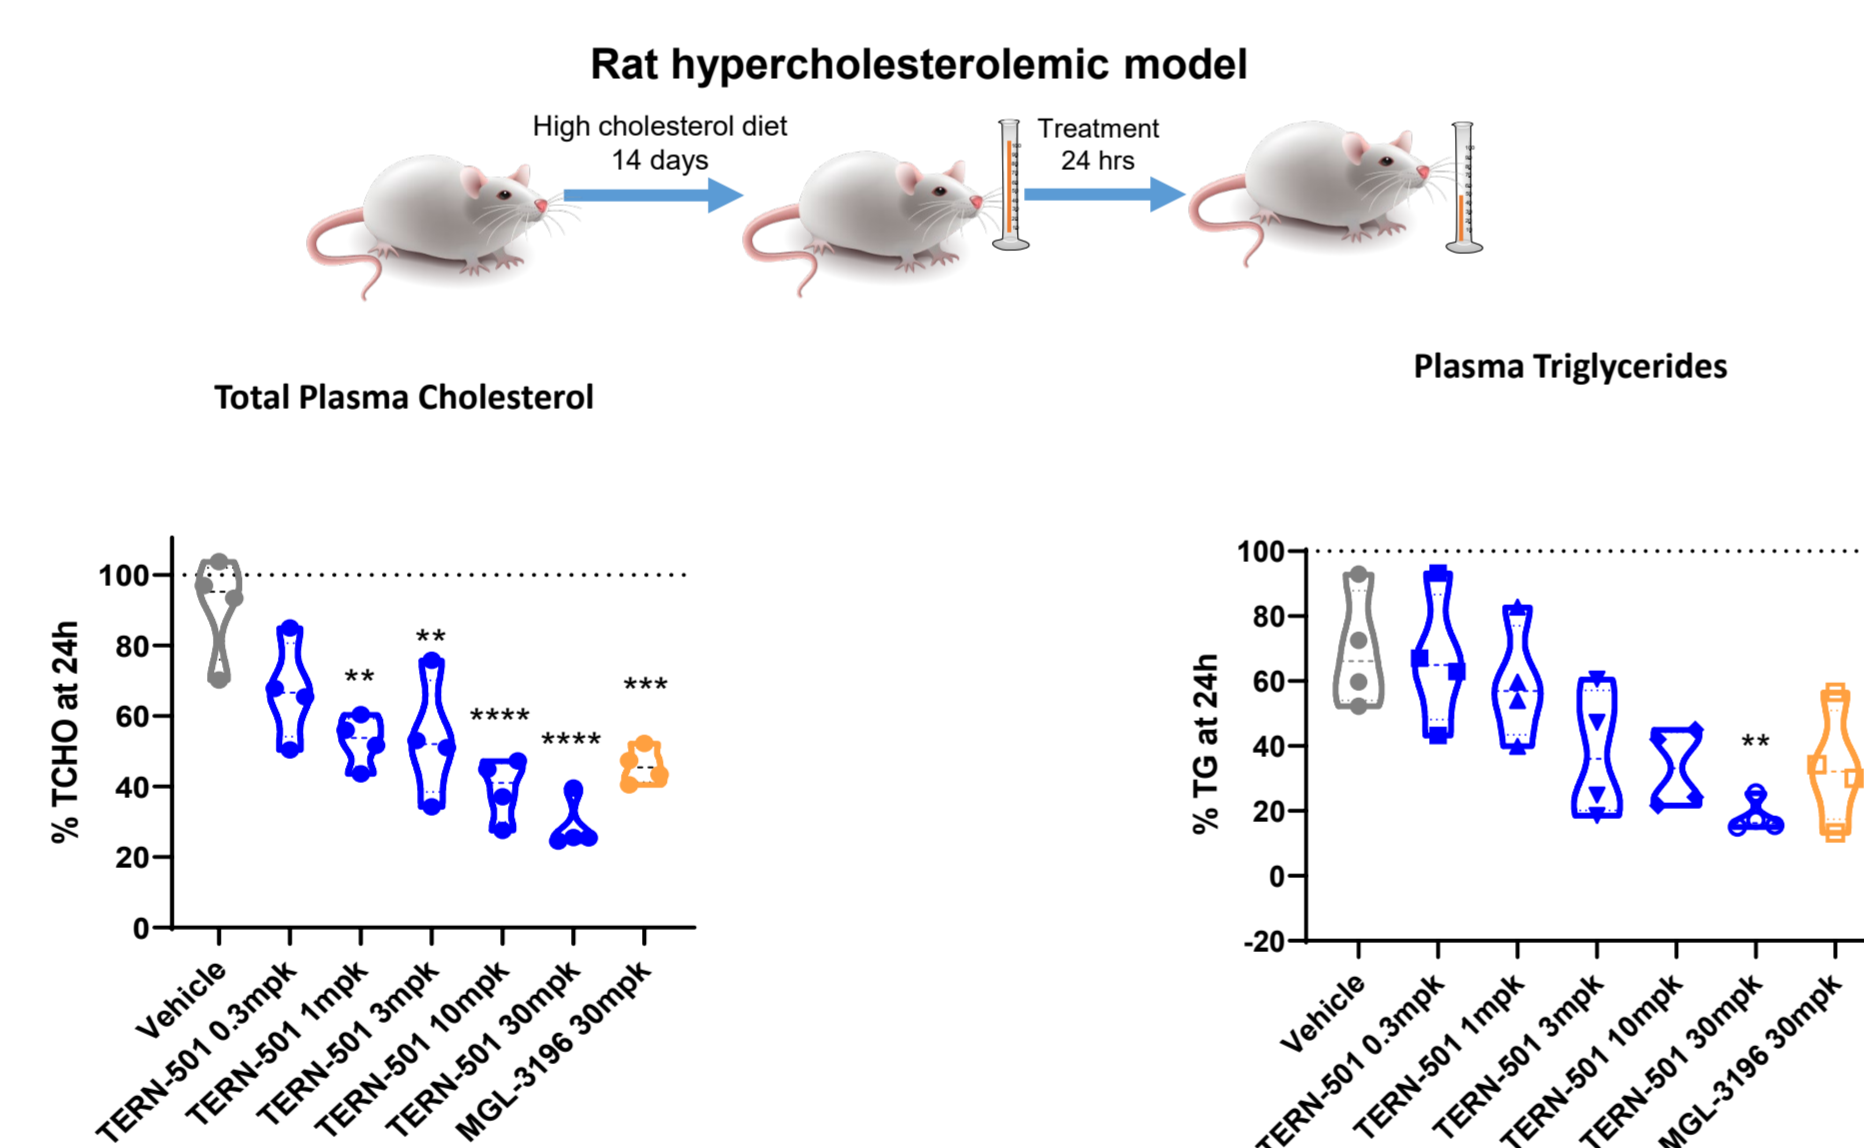 Rat hypercholesterolemic model
High cholesterol diet
14 days
Treatment
24 hrs
Total Plasma Cholesterol
Plasma Triglycerides
% TCHO at 24h
100
80
60
40
20
0
**
**
****
****
***
Vehicle
TERN-501 0.3mpk
TERN-501 1mpk
TERN-501 3mpk
TERN-501 10mpk
TERN-501 30mpk
MGL-3196 30mpk
% TG at 24h
100
80
60
40
20
0
-20
**
Vehicle
TERN-501 0.3mpk
TERN-501 1mpk
TERN-501 3mpk
TERN-501 10mpk
TERN-501 30mpk
MGL-3196 30mpk